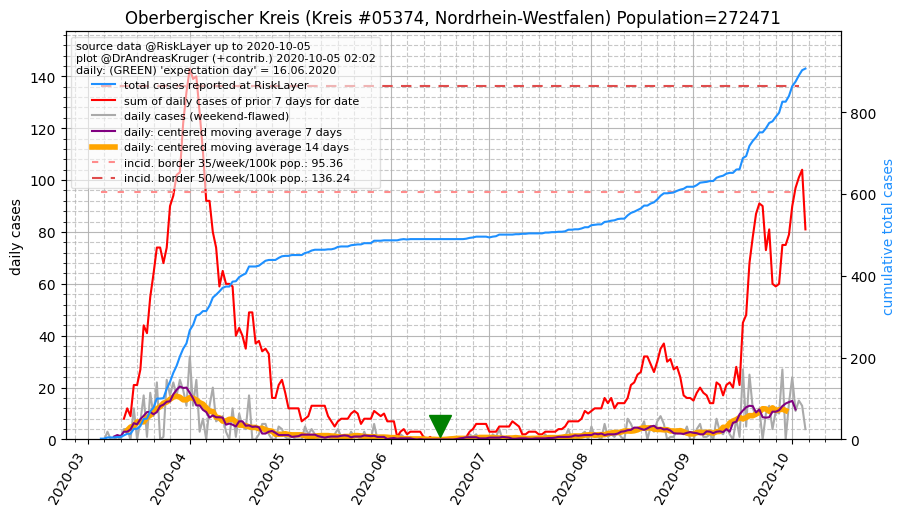 Oberbergischer Kreis (Kreis #05374, Nordrhein-Westfalen) Population=272471
source data @RiskLayer up to 2020-10-05
plot @DrAndreasKruger (+contrib.) 2020-10-05 02:02
daily: (GREEN) 'expectation day' = 16.06.2020
total cases reported at RiskLayer
sum of daily cases of prior 7 days for date
daily cases (weekend-flawed)
daily: centered moving average 7 days
daily: centered moving average 14 days
incid. border 35/week/100k pop.: 95.36
incid. border 50/week/100k pop.: 136.24
daily cases
140
120
100
80
60
40
20
0
cumulative total cases
800
600
400
200
0
2020-03
2020-04
2020-05
2020-06
2020-07
2020-08
2020-09
2020-10